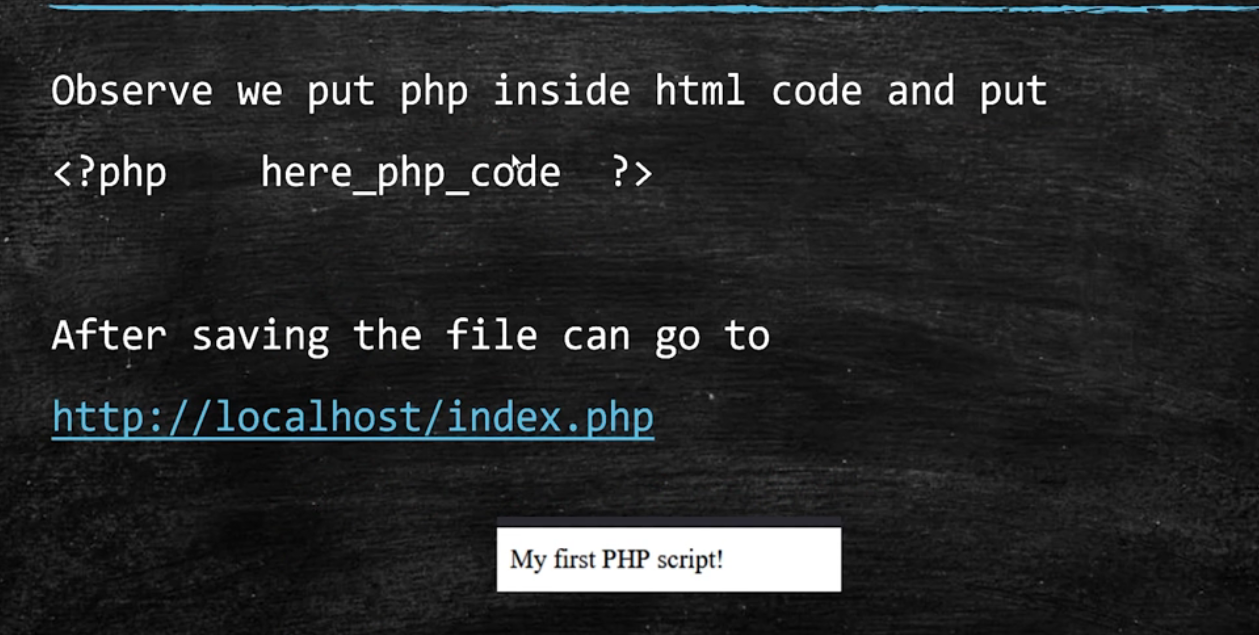 Observe we put php inside html code and put
<?php here_php_code ?>
After saving the file can go to
http://localhost/index.php
My first PHP script!